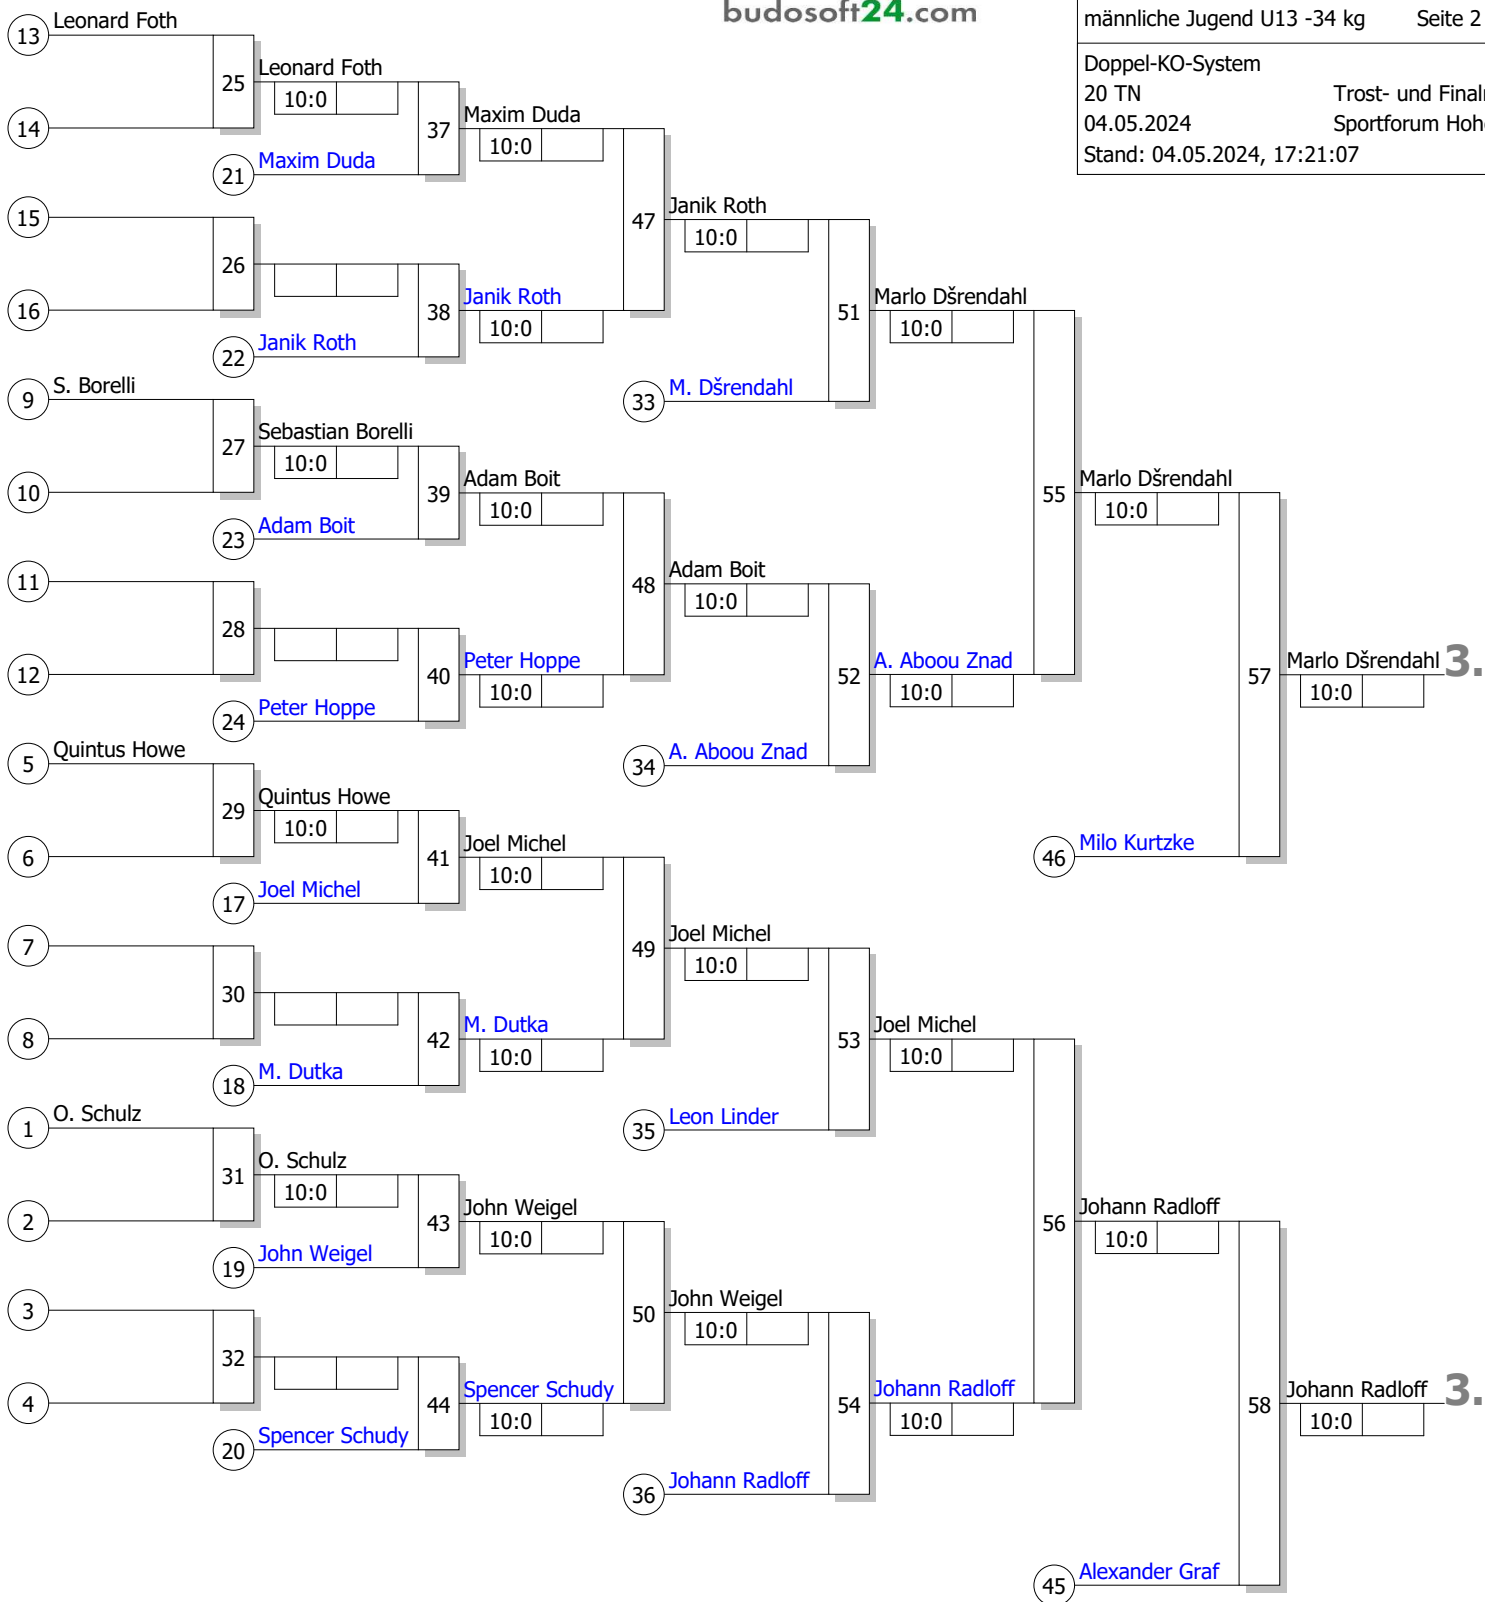 budosoft24.com
männliche Jugend U13 -34 kg Seite 2
Doppel-KO-System
20 TN Trost- und Finalr
04.05.2024 Sportforum Hoh
Stand: 04.05.2024, 17:21:07
13 Leonard Foth
25 Leonard Foth
10:0
14
37 Maxim Duda
10:0
21 Maxim Duda
15
47 Janik Roth
10:0
26
16
38 Janik Roth
10:0
22 Janik Roth
51 Marlo Dšrendahl
10:0
33 M. Dšrendahl
9 S. Borelli
27 Sebastian Borelli
10:0
10
39 Adam Boit
10:0
23 Adam Boit
55 Marlo Dšrendahl
10:0
11
48 Adam Boit
10:0
28
12
40 Peter Hoppe
10:0
24 Peter Hoppe
52 A. Aboou Znad
10:0
34 A. Aboou Znad
57 Marlo Dšrendahl 3.
10:0
5 Quintus Howe
29 Quintus Howe
10:0
6
41 Joel Michel
10:0
46 Milo Kurtzke
17 Joel Michel
7
49 Joel Michel
10:0
30
8
42 M. Dutka
10:0
18 M. Dutka
53 Joel Michel
10:0
35 Leon Linder
1 O. Schulz
31 O. Schulz
10:0
2
43 John Weigel
10:0
19 John Weigel
56 Johann Radloff
10:0
3
50 John Weigel
10:0
32
4
44 Spencer Schudy
10:0
20 Spencer Schudy
54 Johann Radloff
10:0
36 Johann Radloff
58 Johann Radloff 3.
10:0
45 Alexander Graf